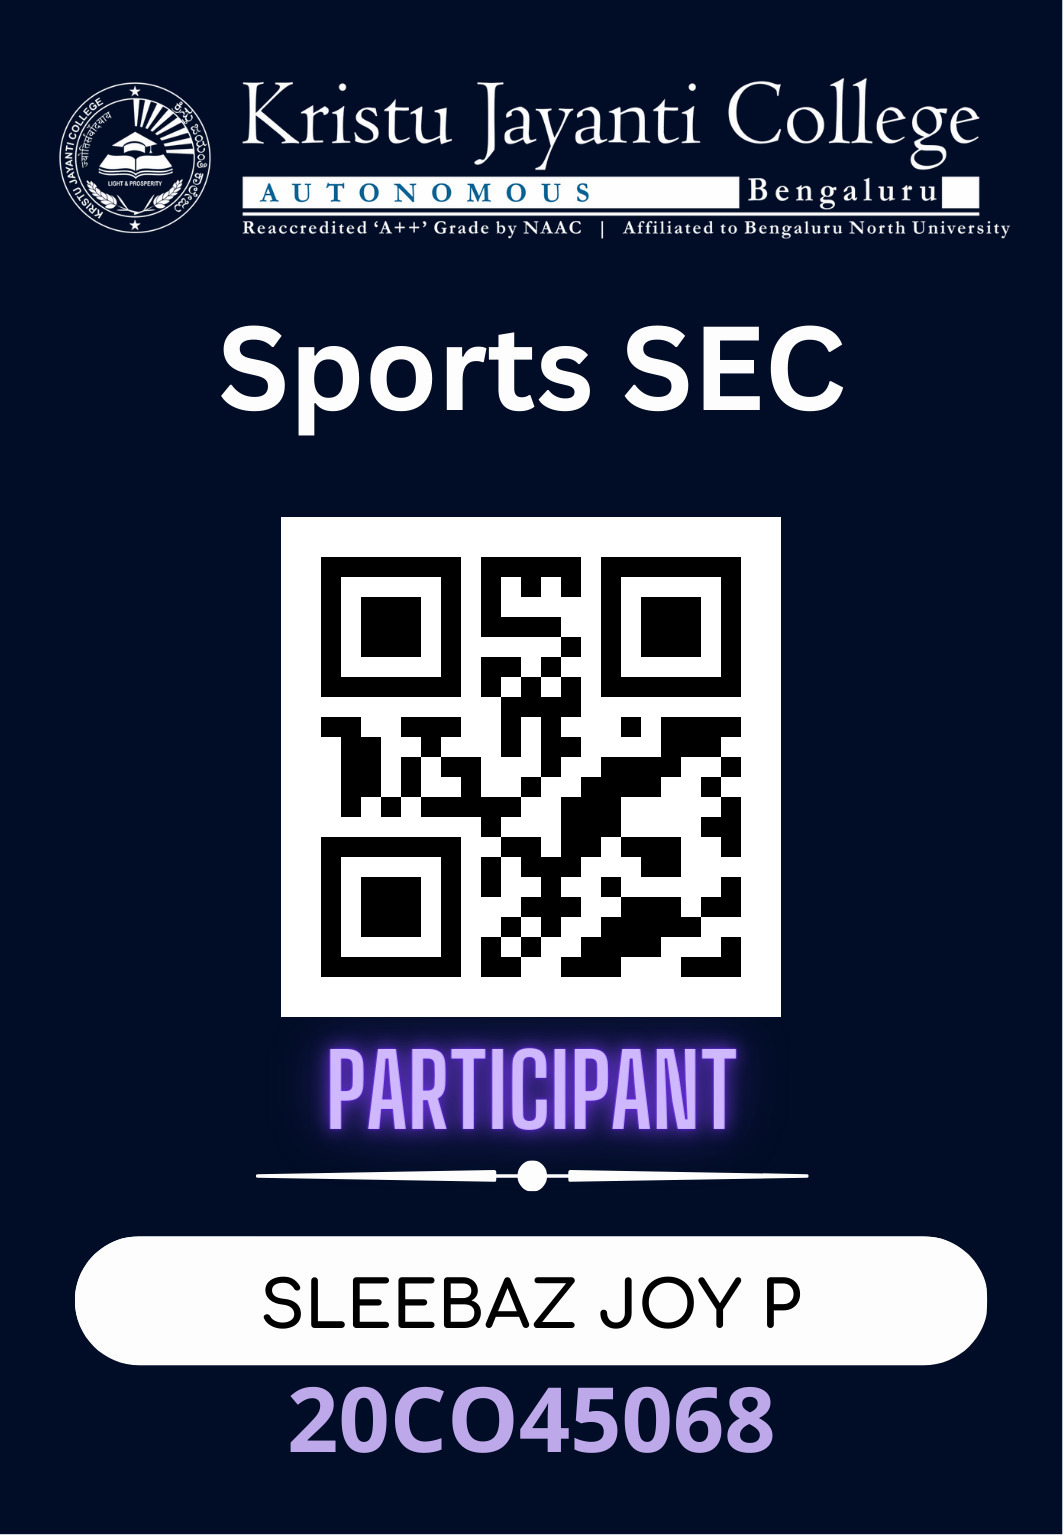 Kristu Jayanti College
AUTONOMOUS Bengaluru
Reaccredited ‘A++’ Grade by NAAC | Affiliated to Bengaluru North University
KRISTU JAYANTI COLLEGE
LIGHT & PROSPERITY
Sports SEC
PARTICIPANT
SLEEBAZ JOY P
20CO45068